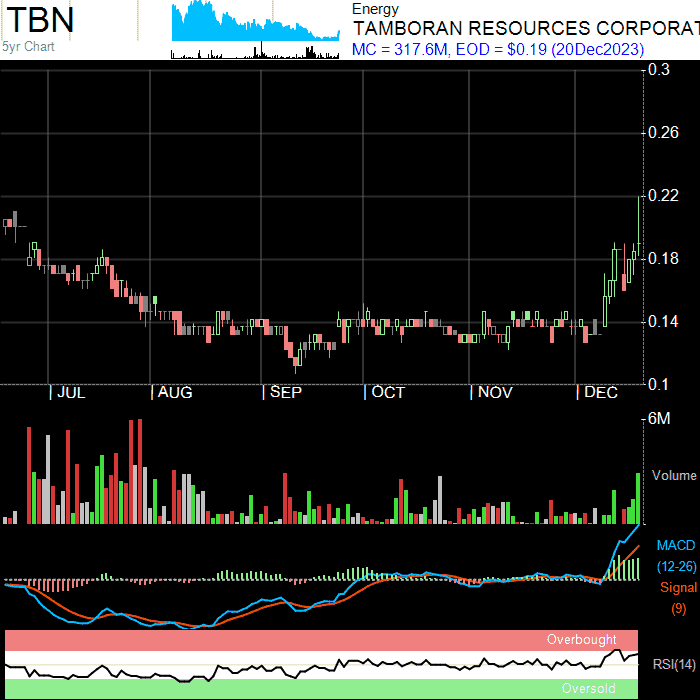 TBN
5yr Chart
Energy
TAMBORAN RESOURCES CORPORAT
MC = 317.6M, EOD = $0.19 (20Dec2023)
0.3
0.26
0.22
0.18
0.14
0.1
JUL AUG SEP OCT NOV DEC
6M
Volume
MACD
(12-26)
Signal
(9)
Overbought
RSI(14)
Oversold